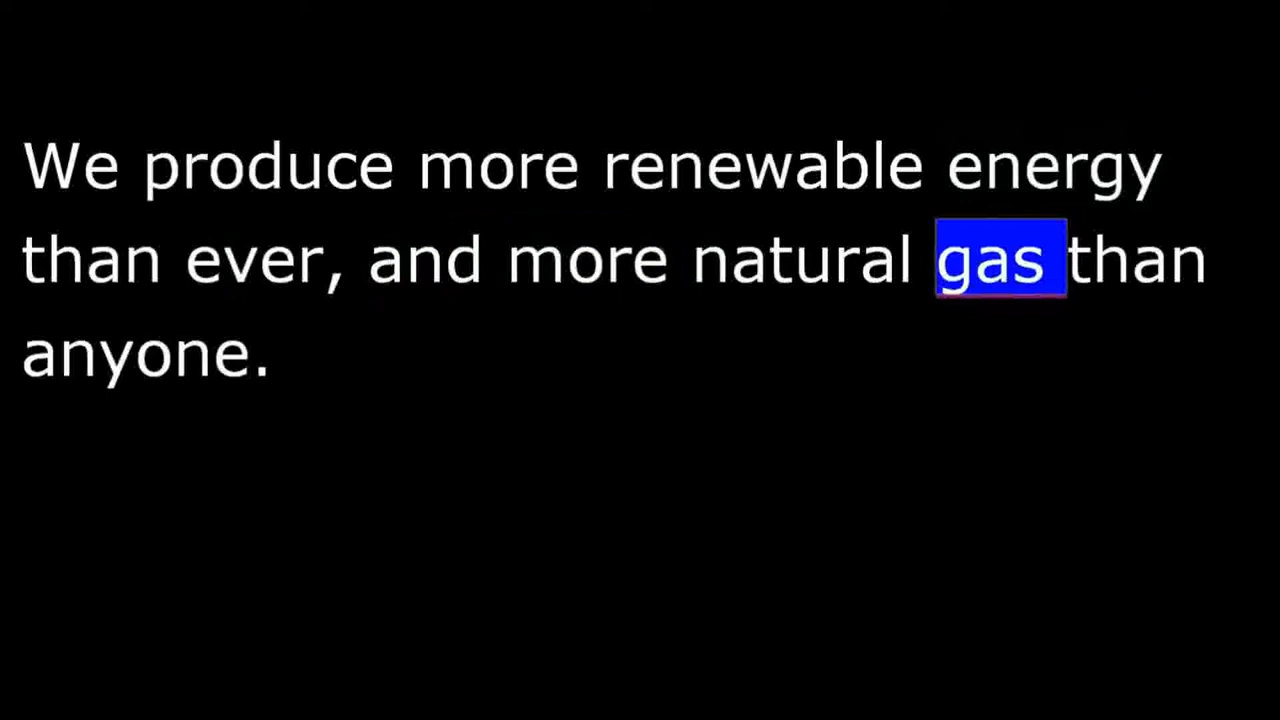 We produce more renewable energy
than ever, and more natural gas than
anyone.